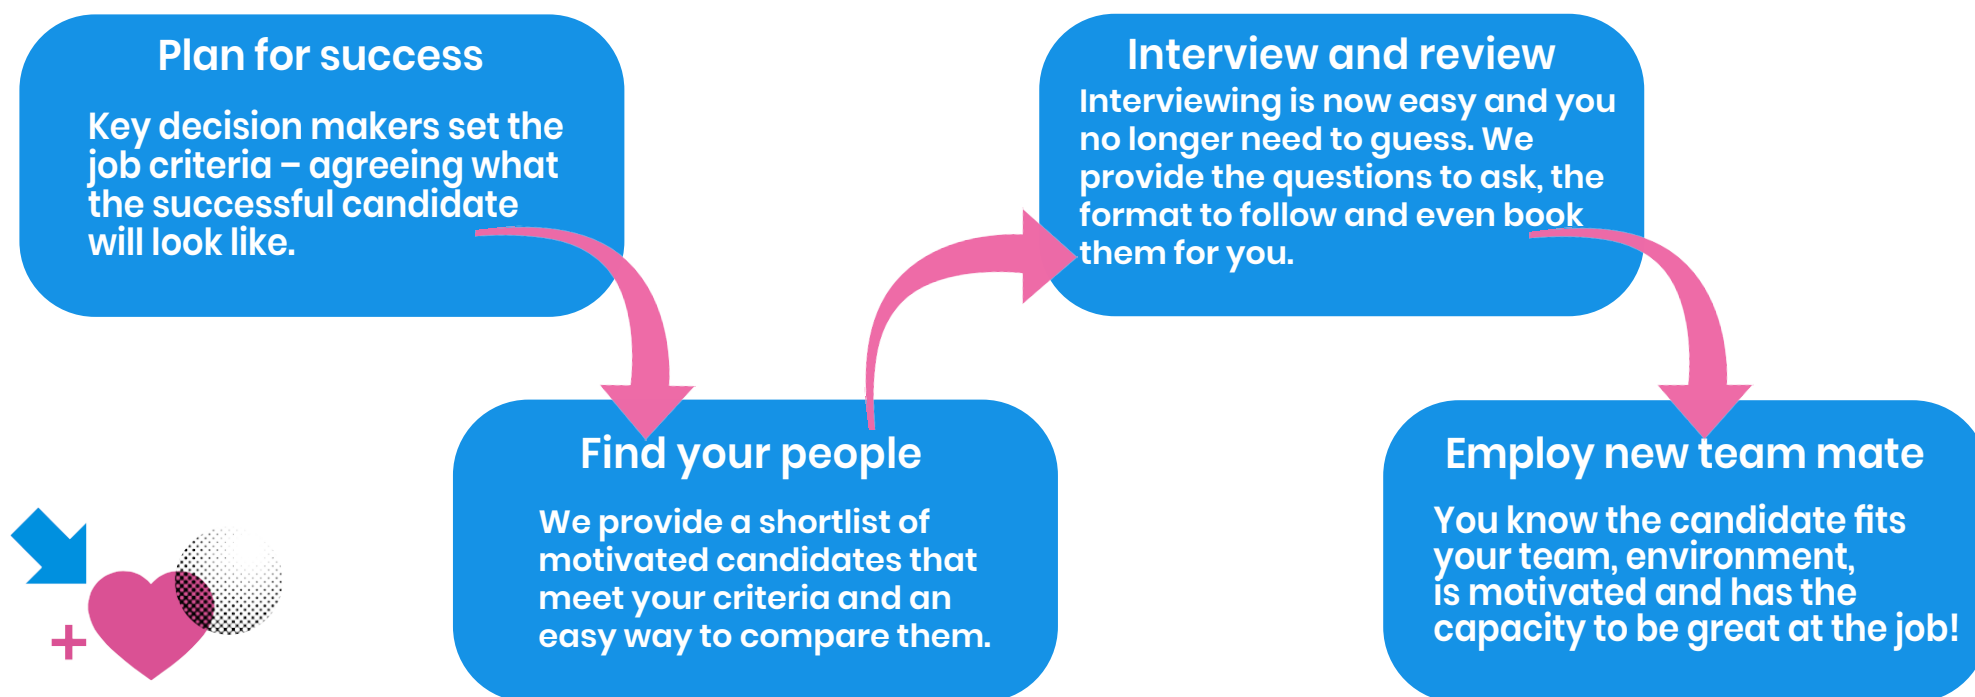 Plan for success
Key decision makers set the
job criteria – agreeing what
the successful candidate
will look like.
Find your people
We provide a shortlist of
motivated candidates that
meet your criteria and an
easy way to compare them.
Interview and review
Interviewing is now easy and you
no longer need to guess. We
provide the questions to ask, the
format to follow and even book
them for you.
Employ new team mate
You know the candidate fits
your team, environment,
is motivated and has the
capacity to be great at the job!